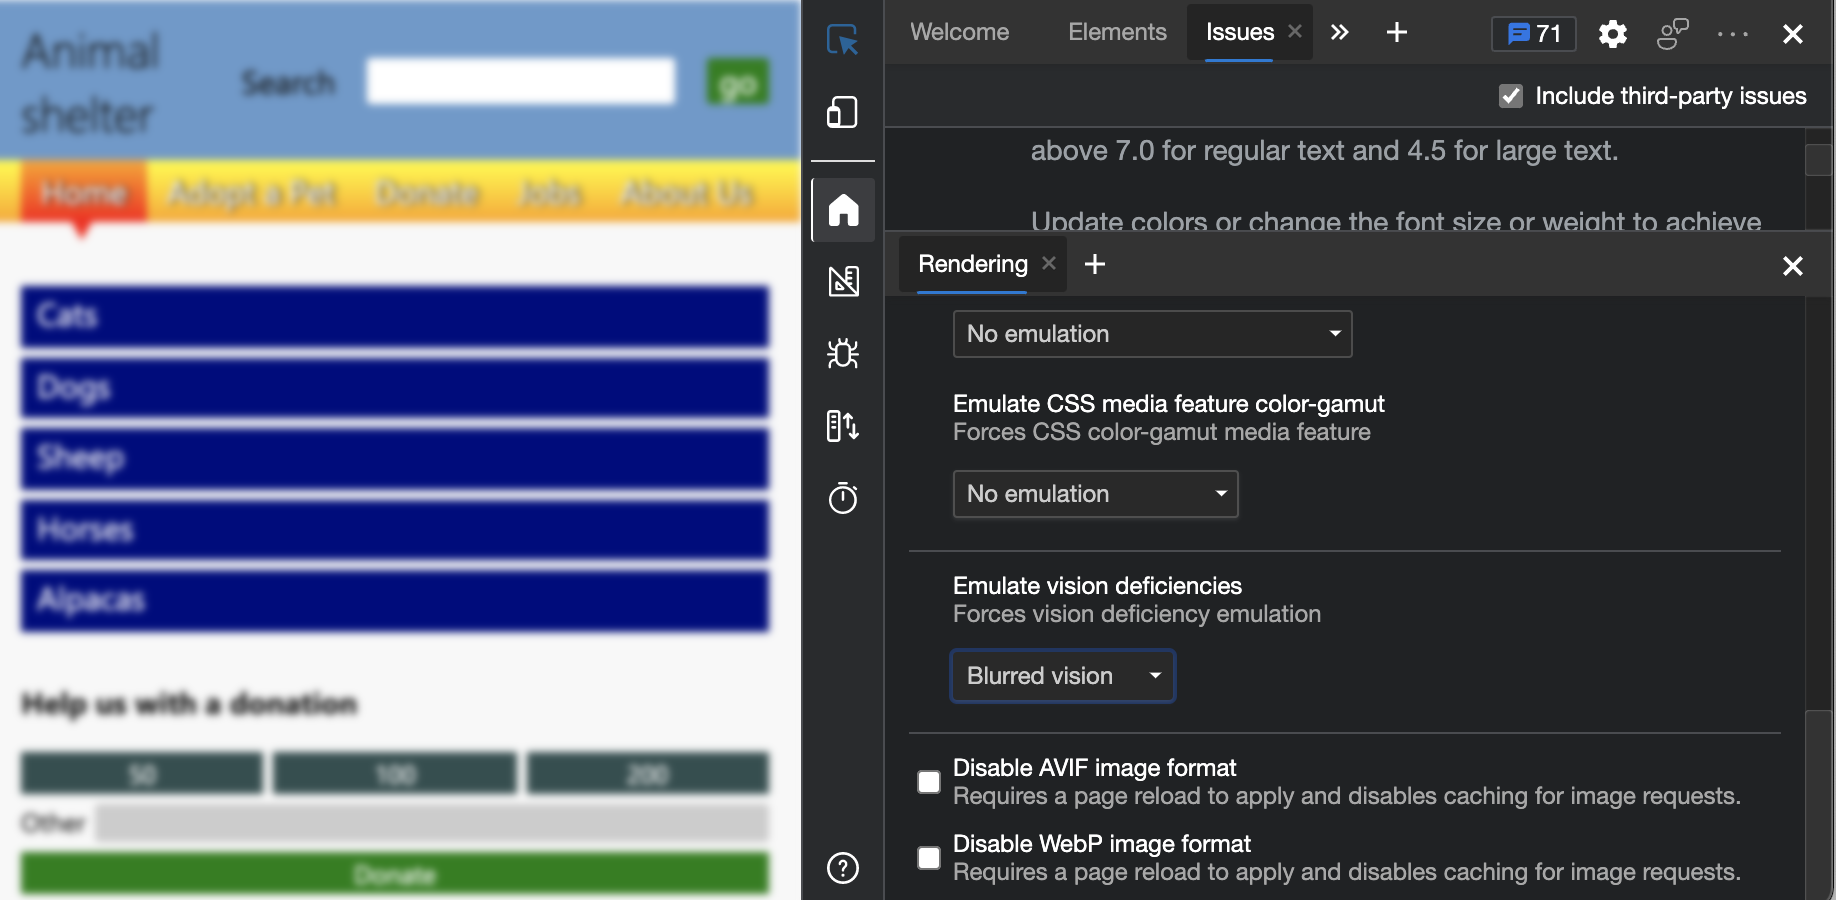 Animal
shelter
Search
go
Home Adopt a Pet Donate Jobs About Us
Cats
Dogs
Sheep
Horses
Alpacas
Help us with a donation
50 100 200
Other
Donate
Welcome Elements Issues 71
Include third-party issues
above 7.0 for regular text and 4.5 for large text.
Update colors or change the font size or weight to achieve
Rendering
No emulation
Emulate CSS media feature color-gamut
Forces CSS color-gamut media feature
No emulation
Emulate vision deficiencies
Forces vision deficiency emulation
Blurred vision
Disable AVIF image format
Requires a page reload to apply and disables caching for image requests.
Disable WebP image format
Requires a page reload to apply and disables caching for image requests.